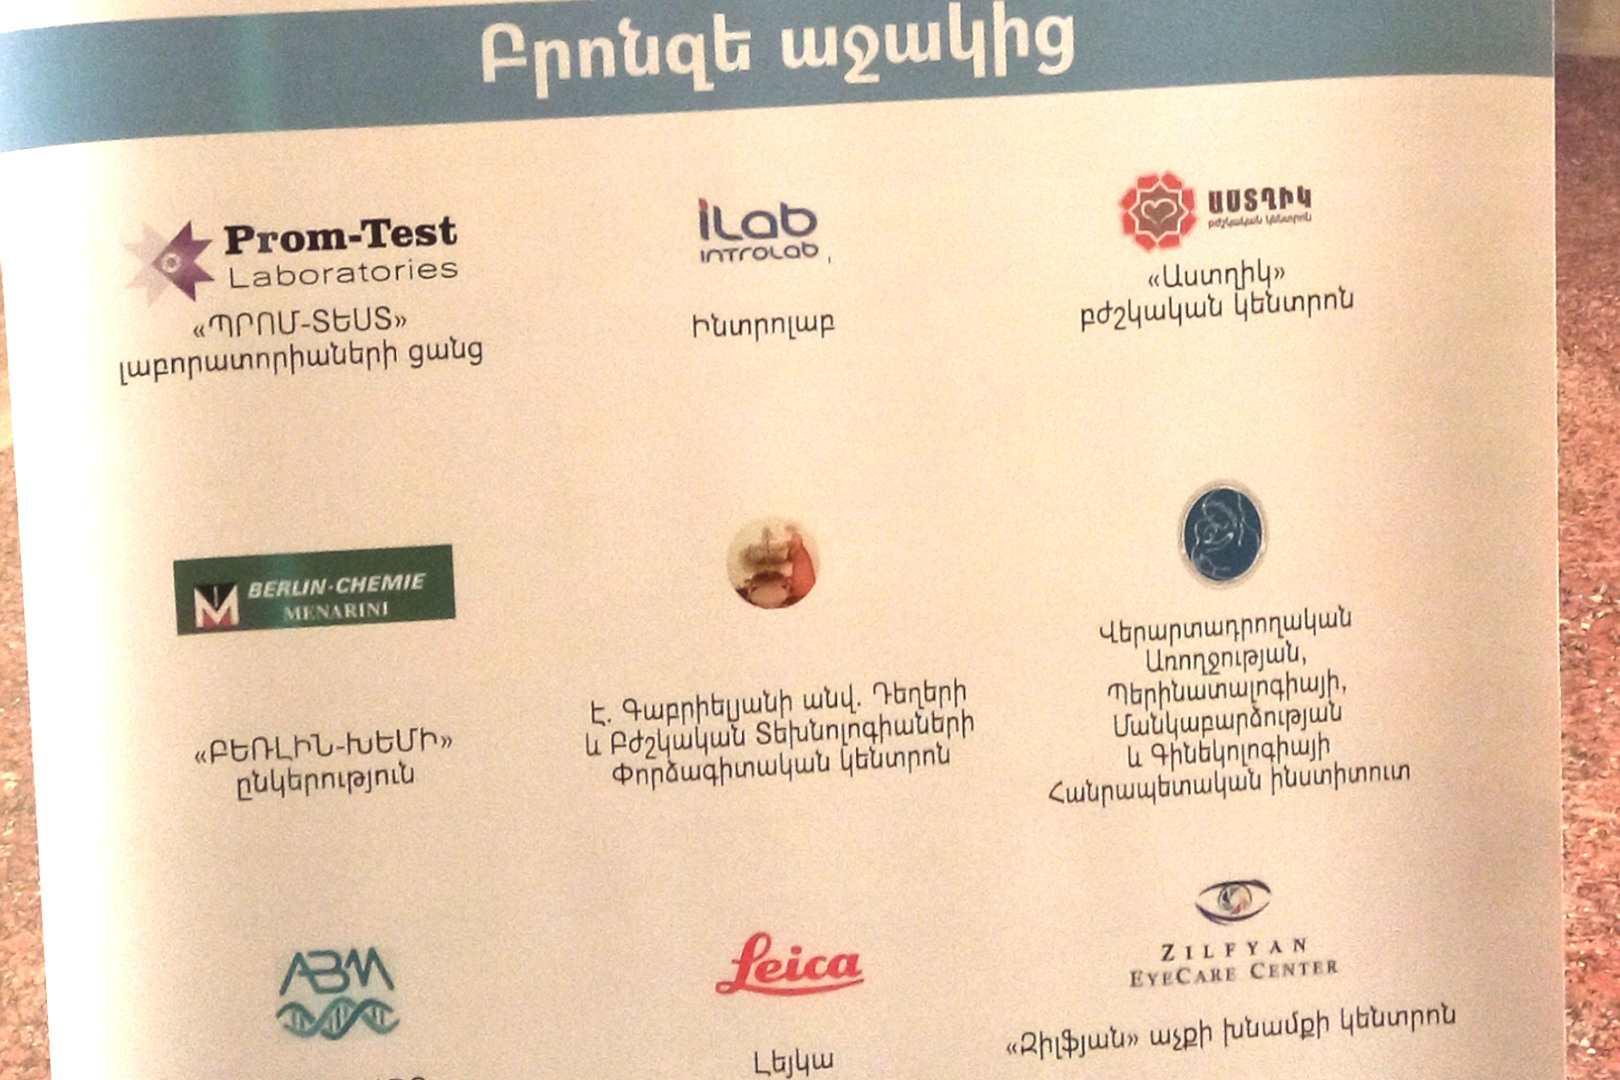 Բրոնզե աջակից
Prom-Test
Laboratories
«ՊՐՈՄ-ՏԵՍՏ»
լաբորատորիաների ցանց
iLab
INTROLAB
Ինտրոլաբ
ԱՍՏՂԻԿ
բժշկական կենտրոն
«Աստղիկ»
բժշկական կենտրոն
BERLIN-CHEMIE
MENARINI
«ԲԵՌԼԻՆ-ԽԵՄԻ»
ընկերություն
Է. Գաբրիելյանի անվ. Դեղերի
և Բժշկական Տեխնոլոգիաների
Փորձագիտական կենտրոն
Վերարտադրողական
Առողջության,
Պերինատալոգիայի,
Մանկաբարձության
և Գինեկոլոգիայի
Հանրապետական ինստիտուտ
ABM
Leica
Լեյկա
ZILFYAN
EYECARE CENTER
«Զիլֆյան» աչքի խնամքի կենտրոն